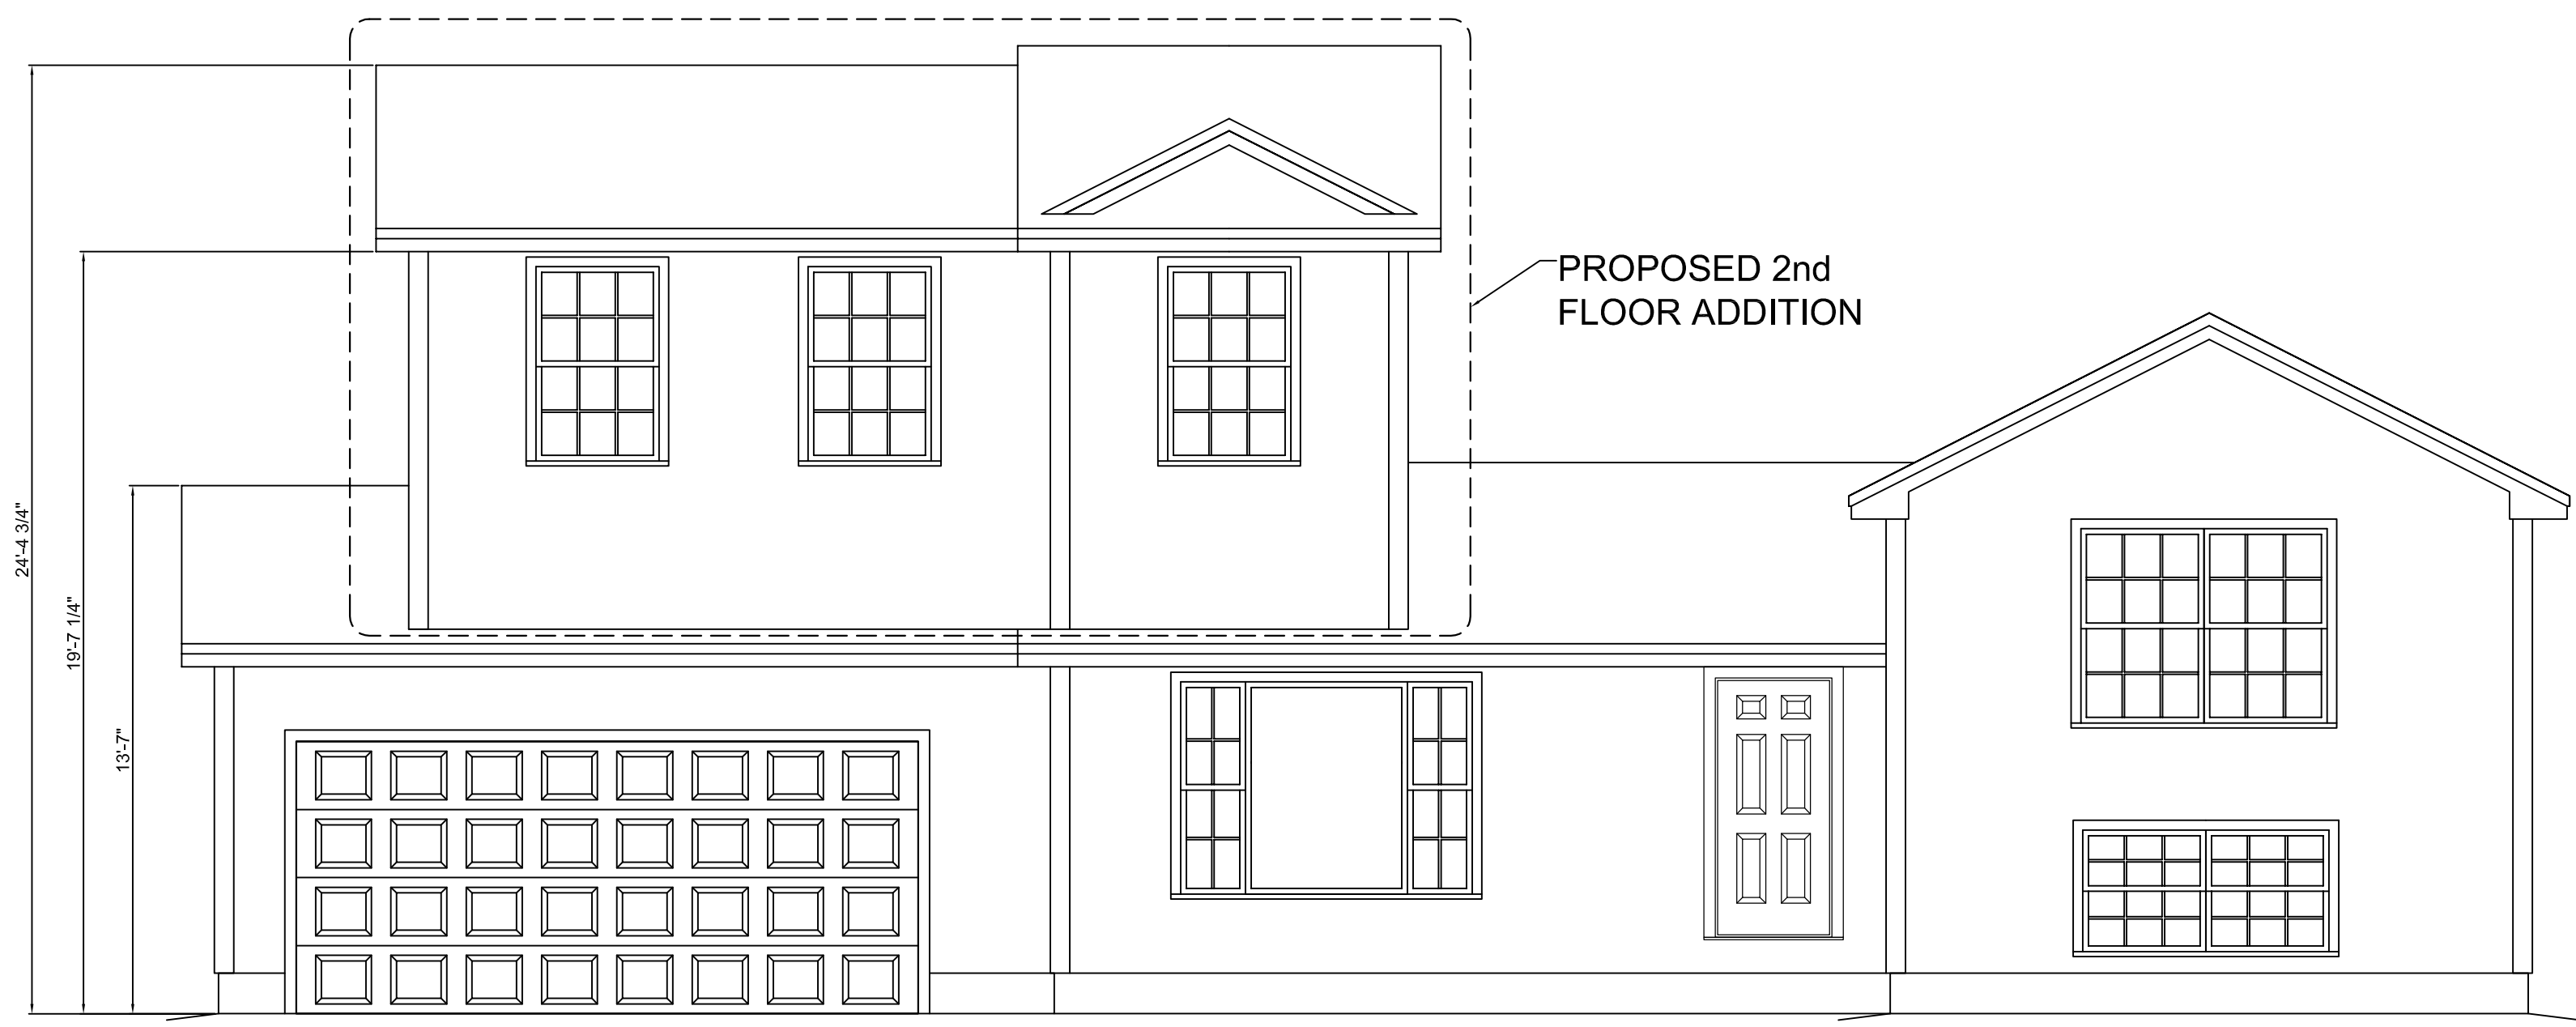 PROPOSED 2nd
FLOOR ADDITION
24'-4 3/4"
19'-7 1/4"
13'-7"